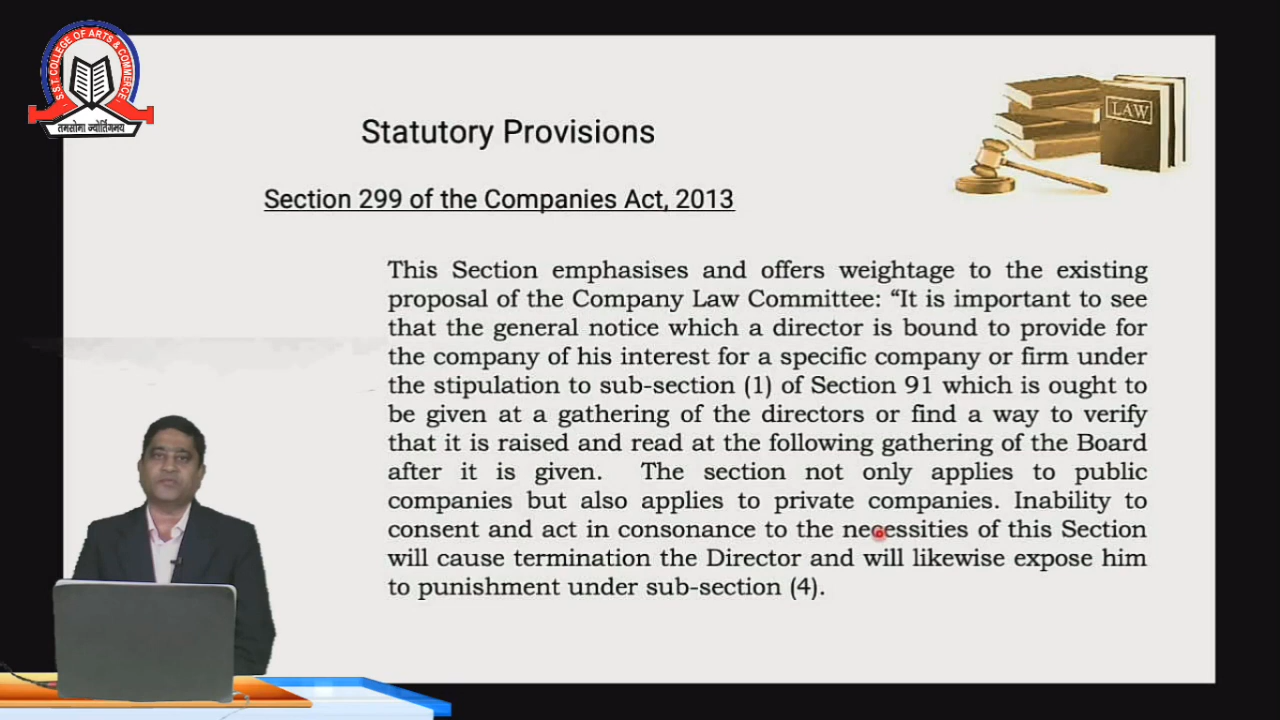 S.S.T. COLLEGE OF ARTS & COMMERCE
तमसोमा ज्योर्तिगमय
LAW
Statutory Provisions
Section 299 of the Companies Act, 2013
This Section emphasises and offers weightage to the existing
proposal of the Company Law Committee: “It is important to see
that the general notice which a director is bound to provide for
the company of his interest for a specific company or firm under
the stipulation to sub-section (1) of Section 91 which is ought to
be given at a gathering of the directors or find a way to verify
that it is raised and read at the following gathering of the Board
after it is given. The section not only applies to public
companies but also applies to private companies. Inability to
consent and act in consonance to the necessities of this Section
will cause termination the Director and will likewise expose him
to punishment under sub-section (4).